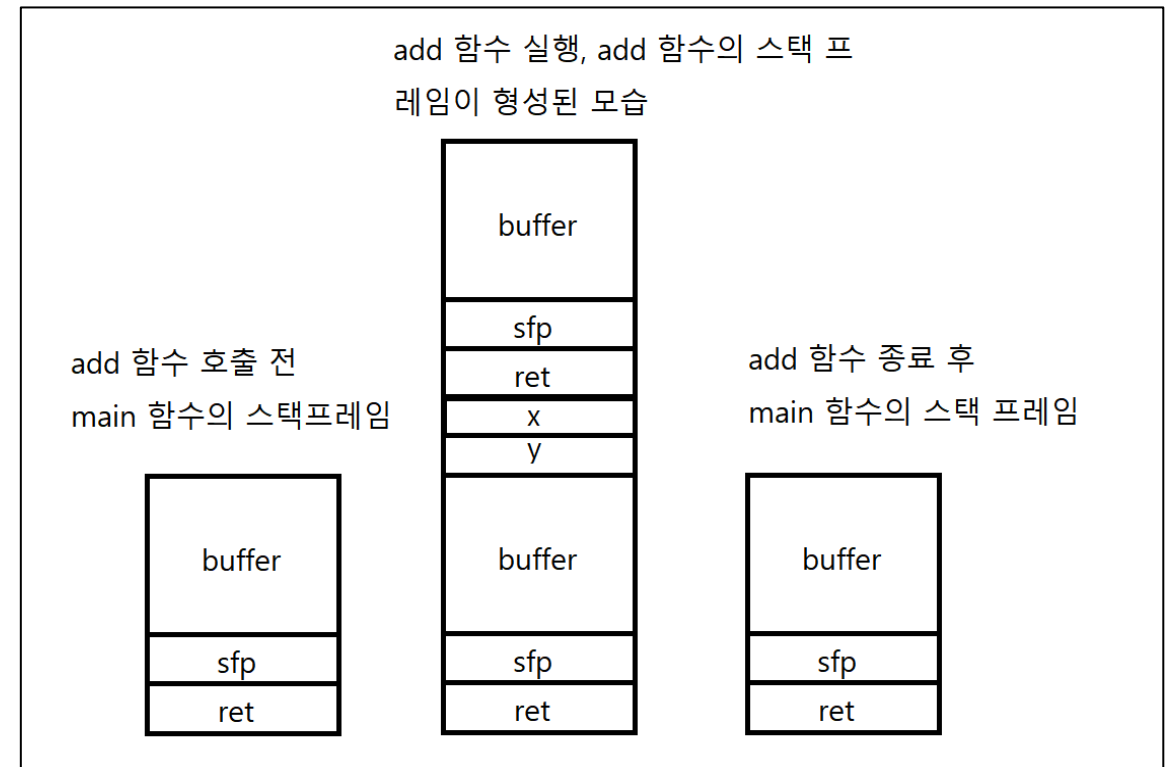 add 함수 실행, add 함수의 스택 프
레임이 형성된 모습
buffer
sfp
ret
x
y
buffer
sfp
ret
add 함수 호출 전
main 함수의 스택프레임
buffer
sfp
ret
add 함수 종료 후
main 함수의 스택 프레임
buffer
sfp
ret